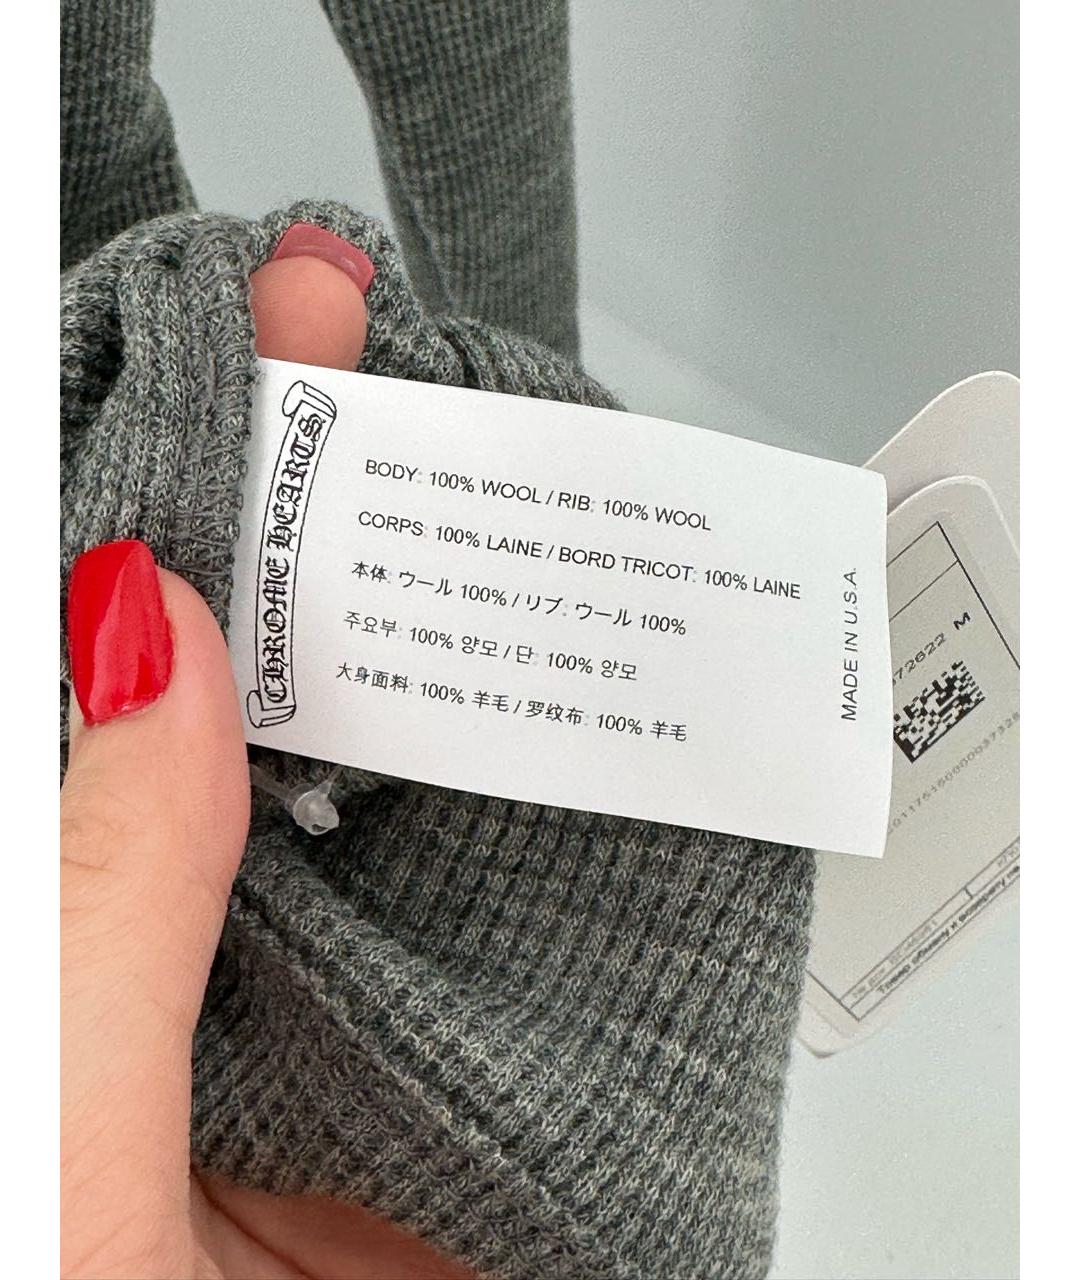 CHROME HEARTS
BODY: 100% WOOL / RIB: 100% WOOL
CORPS: 100% LAINE / BORD TRICOT: 100% LAINE
本体: ウール 100% / リブ: ウール 100%
주요부: 100% 양모 / 단: 100% 양모
大身面料: 100% 羊毛 / 罗纹布: 100% 羊毛
MADE IN U.S.A.
72622 M